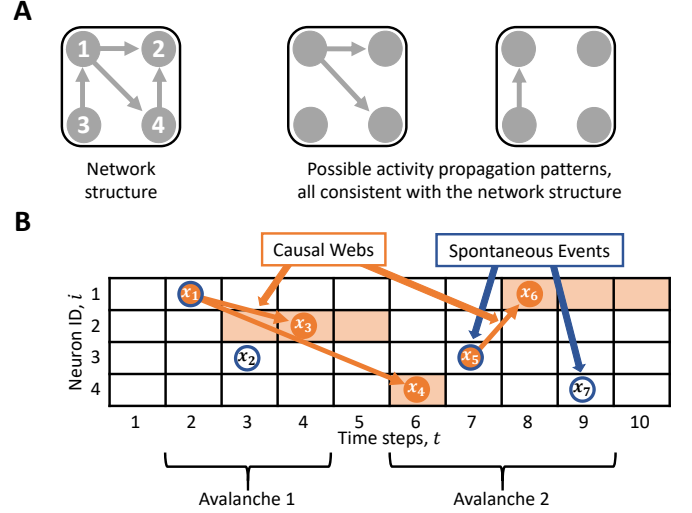 A
1 2
3 4
Network
structure
Possible activity propagation patterns,
all consistent with the network structure
B
Causal Webs
Spontaneous Events
Neuron ID, i
1
2
3
4
x₁
x₆
x₃
x₂
x₅
x₄
x₇
1 2 3 4 5 6 7 8 9 10
Time steps, t
Avalanche 1
Avalanche 2